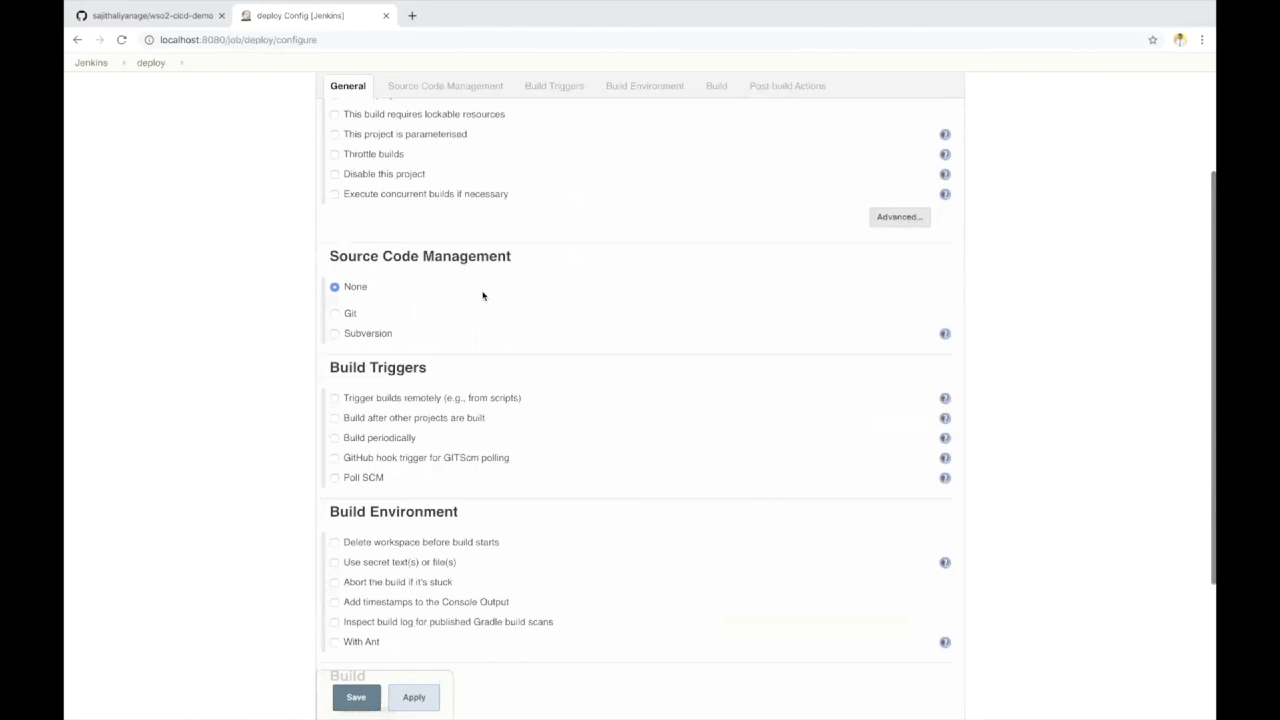 sajithaliyanage/wso2-cicd-demo
deploy Config [Jenkins]
localhost:8080/job/deploy/configure
Jenkins
deploy
General
Source Code Management
Build Triggers
Build Environment
Build
Post build Actions
This build requires lockable resources
This project is parameterised
Throttle builds
Disable this project
Execute concurrent builds if necessary
Advanced...
Source Code Management
None
Git
Subversion
Build Triggers
Trigger builds remotely (e.g., from scripts)
Build after other projects are built
Build periodically
GitHub hook trigger for GITScm polling
Poll SCM
Build Environment
Delete workspace before build starts
Use secret text(s) or file(s)
Abort the build if it's stuck
Add timestamps to the Console Output
Inspect build log for published Gradle build scans
With Ant
Build
Save
Apply